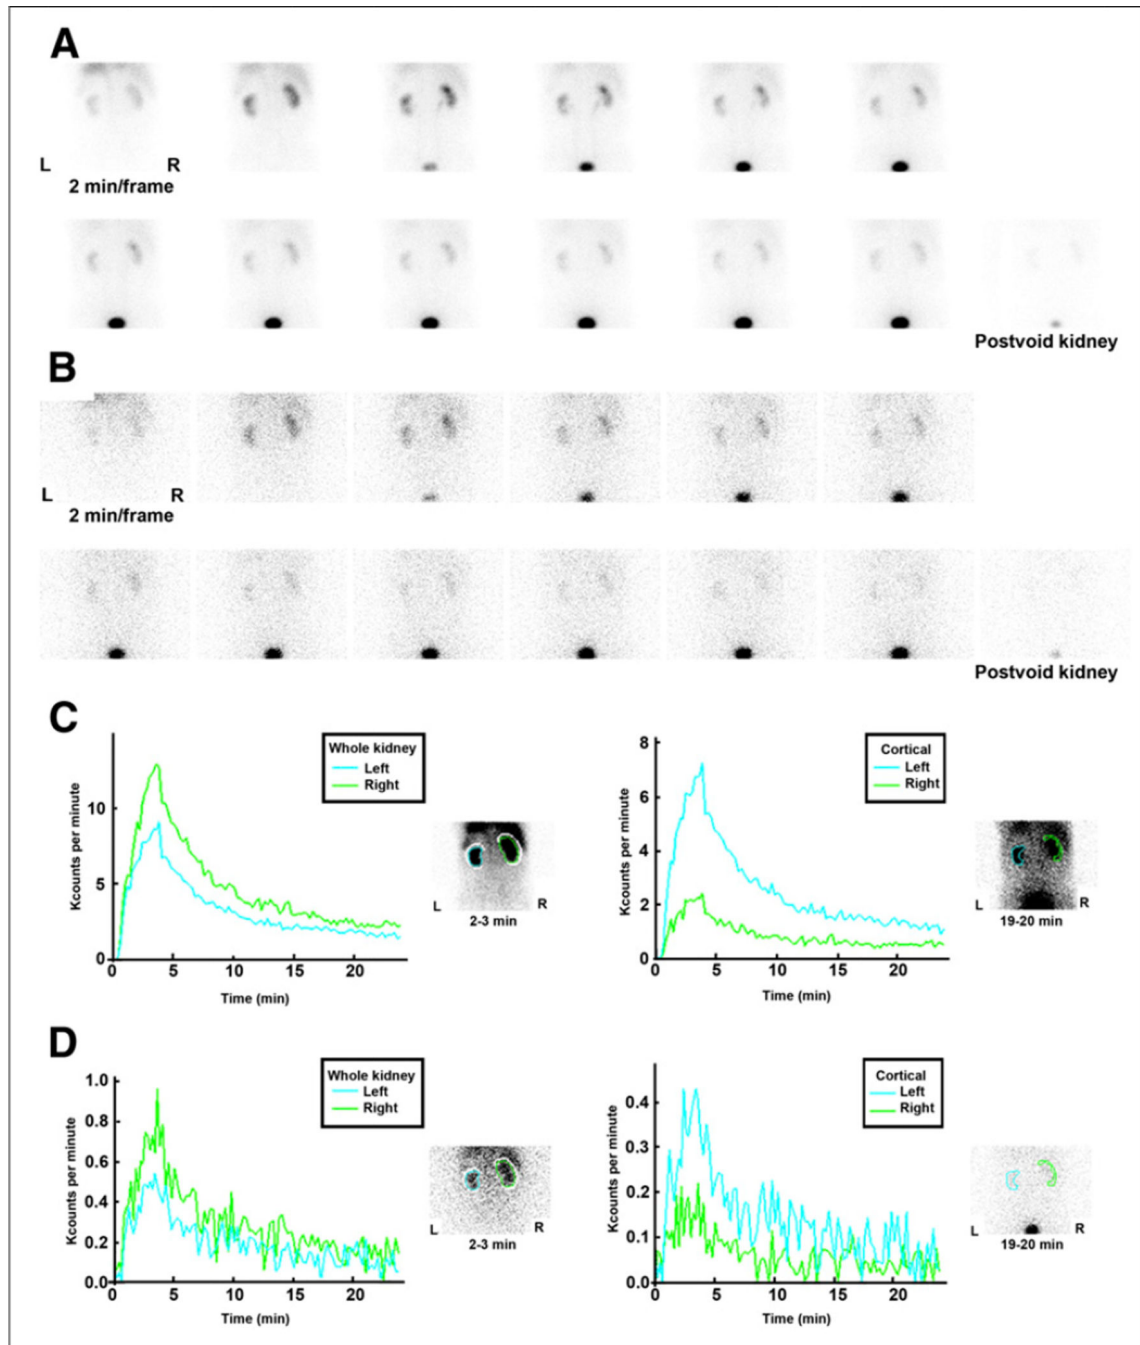 A
L R
2 min/frame
Postvoid kidney
B
L R
2 min/frame
Postvoid kidney
C
Whole kidney
Left
Right
10
5
0
Kcounts per minute
0 5 10 15 20
Time (min)
L R
2-3 min
Cortical
Left
Right
8
6
4
2
0
Kcounts per minute
0 5 10 15 20
Time (min)
L R
19-20 min
D
Whole kidney
Left
Right
1.0
0.8
0.6
0.4
0.2
0.0
Kcounts per minute
0 5 10 15 20
Time (min)
L R
2-3 min
Cortical
Left
Right
0.4
0.3
0.2
0.1
0.0
Kcounts per minute
0 5 10 15 20
Time (min)
L R
19-20 min